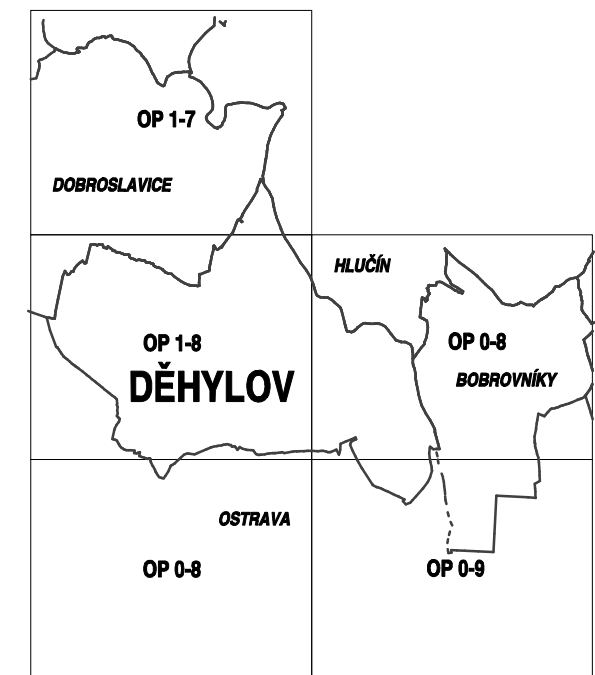 OP 1-7
DOBROSLAVICE
HLUČÍN
OP 1-8
OP 0-8
DĚHYLOV
BOBROVNÍKY
OSTRAVA
OP 0-8
OP 0-9